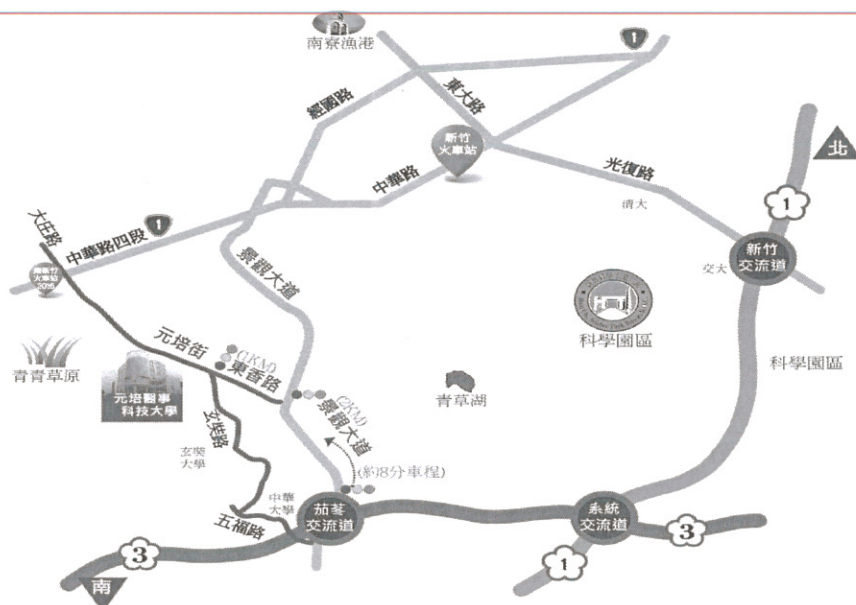 南寮漁港
1
經國路
東大路
新竹
火車站
北
光復路
中華路
清大
1
大庄路
1
中華路四段
新竹
交流道
交大
景觀大道
元培街
(1KM)
東香路
科學園區
科學園區
青青草原
元培醫事
科技大學
青草湖
(2KM)
景觀大道
玄奘路
玄奘
大學
(約8分車程)
中華
大學
茄苳
交流道
系統
交流道
五福路
3
3
1
南